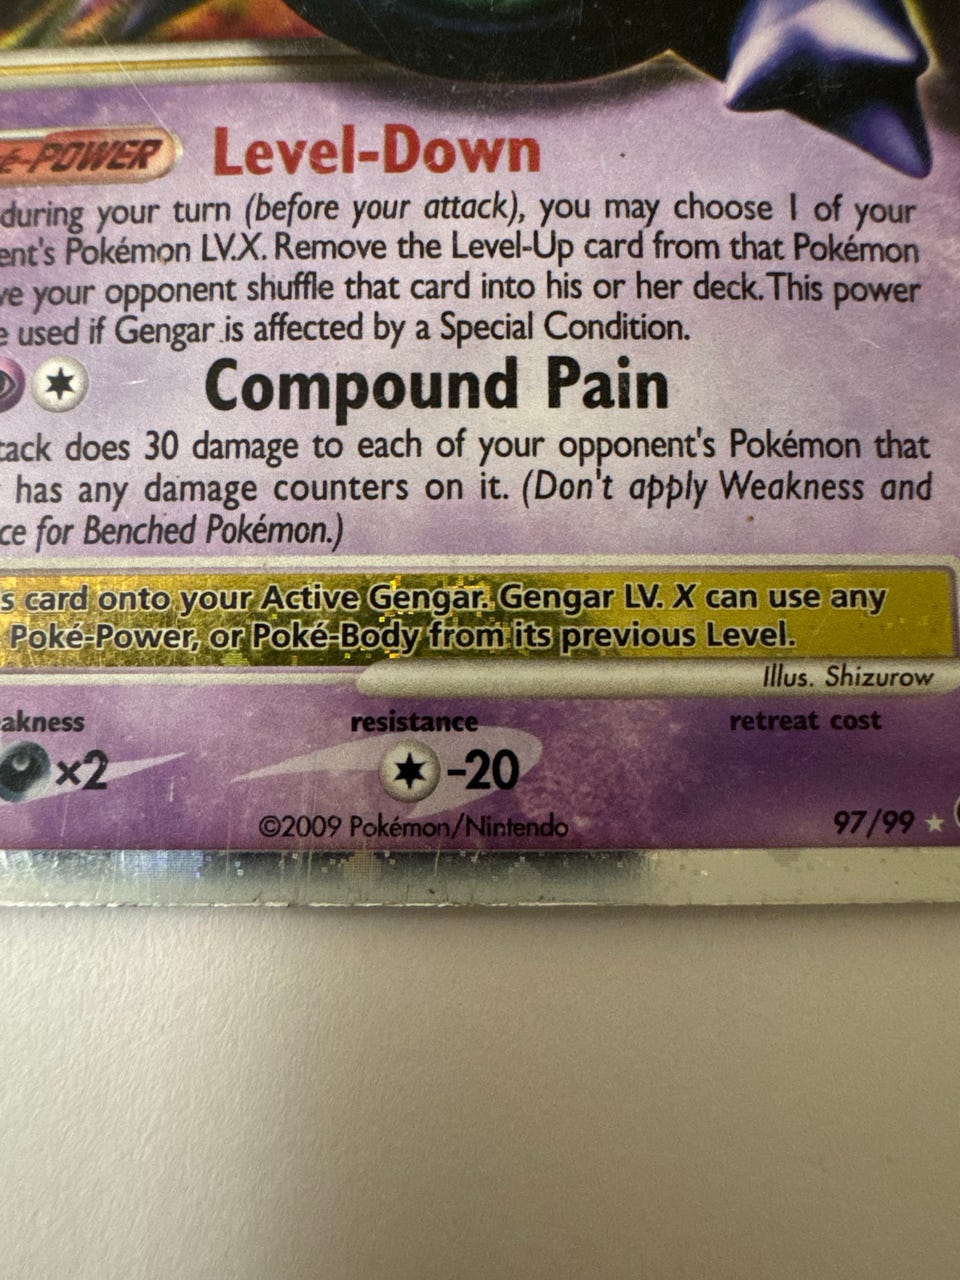 é-POWER Level-Down
during your turn (before your attack), you may choose 1 of your
ent's Pokémon LV.X. Remove the Level-Up card from that Pokémon
ve your opponent shuffle that card into his or her deck. This power
e used if Gengar is affected by a Special Condition.
Compound Pain
tack does 30 damage to each of your opponent's Pokémon that
has any damage counters on it. (Don't apply Weakness and
ce for Benched Pokémon.)
s card onto your Active Gengar. Gengar LV. X can use any
Poké-Power, or Poké-Body from its previous Level.
Illus. Shizurow
akness resistance retreat cost
×2 -20
©2009 Pokémon/Nintendo 97/99